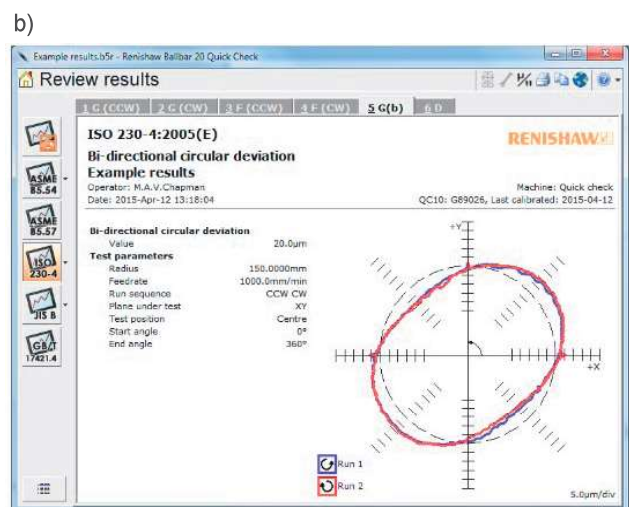 b)
Example results.b5r - Renishaw Ballbar 20 Quick Check
Review results
1 G (CCW) 2 G (CW) 3 F (CCW) 4 F (CW) 5 G(b) 6 D
ISO 230-4:2005(E)
RENISHAW
Bi-directional circular deviation
Example results
Operator: M.A.V.Chapman
Machine: Quick check
Date: 2015-Apr-12 13:18:04
QC10: G89026, Last calibrated: 2015-04-12
Bi-directional circular deviation
Value 20.0µm
Test parameters
Radius 150.0000mm
Feedrate 1000.0mm/min
Run sequence CCW CW
Plane under test XY
Test position Centre
Start angle 0°
End angle 360°
+Y
+X
Run 1
Run 2
5.0µm/div
ASME
B5.54
ASME
B5.57
ISO
230-4
JIS B
GB/T
17421.4